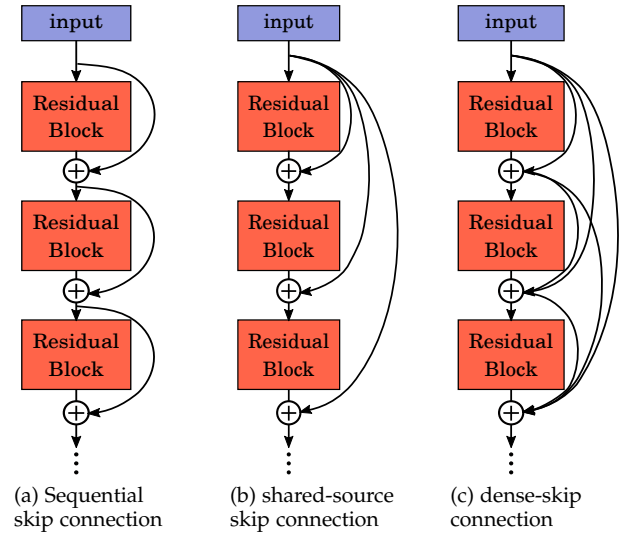 input
input
input
Residual
Block
Residual
Block
Residual
Block
Residual
Block
Residual
Block
Residual
Block
Residual
Block
Residual
Block
Residual
Block
(a) Sequential
skip connection
(b) shared-source
skip connection
(c) dense-skip
connection